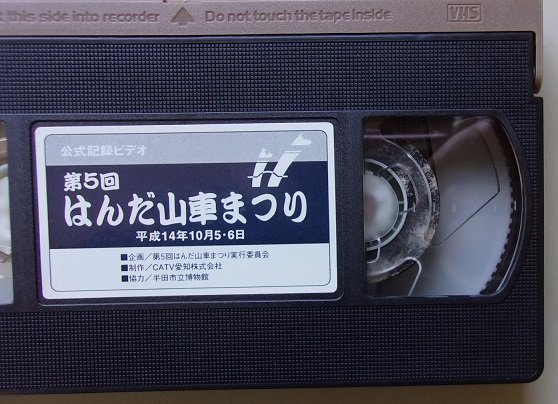 t this side into recorder
Do not touch the tape inside
VHS
公式記録ビデオ
第5回
はんだ山車まつり
平成14年10月5・6日
■企画／第5回はんだ山車まつり実行委員会
■制作／CATV愛知株式会社
■協力／半田市立博物館